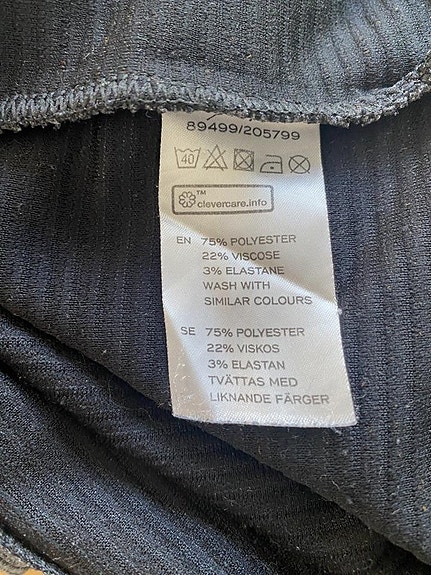 89499/205799
40
™
clevercare.info
EN 75% POLYESTER
22% VISCOSE
3% ELASTANE
WASH WITH
SIMILAR COLOURS
SE 75% POLYESTER
22% VISKOS
3% ELASTAN
TVÄTTAS MED
LIKNANDE FÄRGER